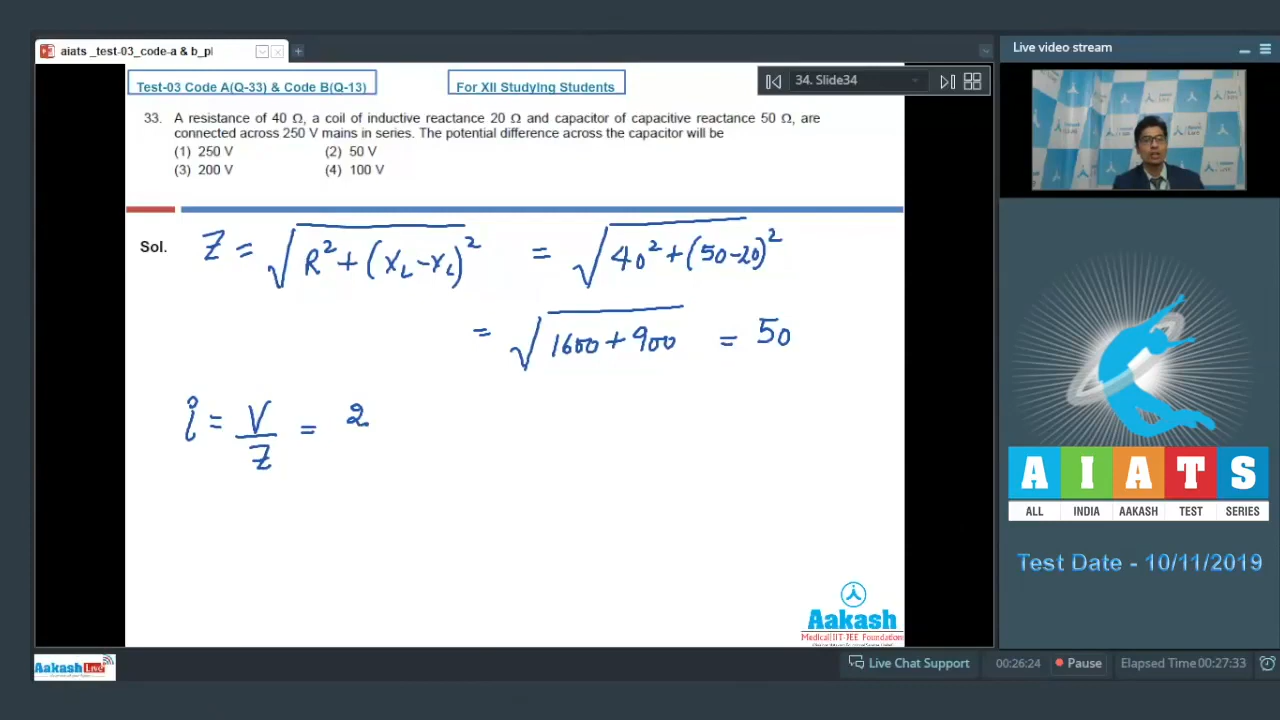 aiats _test-03_code-a & b_p
Live video stream
Test-03 Code A(Q-33) & Code B(Q-13)
For XII Studying Students
34. Slide34
33. A resistance of 40 Ω, a coil of inductive reactance 20 Ω and capacitor of capacitive reactance 50 Ω, are
connected across 250 V mains in series. The potential difference across the capacitor will be
(1) 250 V (2) 50 V
(3) 200 V (4) 100 V
Sol. Z = √(R² + (X_L − X_L)²) = √(40² + (50−20)²)
= √(1600 + 900) = 50
i = V/Z = 2
A I A T S
ALL INDIA AAKASH TEST SERIES
Test Date - 10/11/2019
Aakash
Medical|IIT-JEE|Foundations
Aakash Live
Live Chat Support
00:26:24
Pause
Elapsed Time 00:27:33